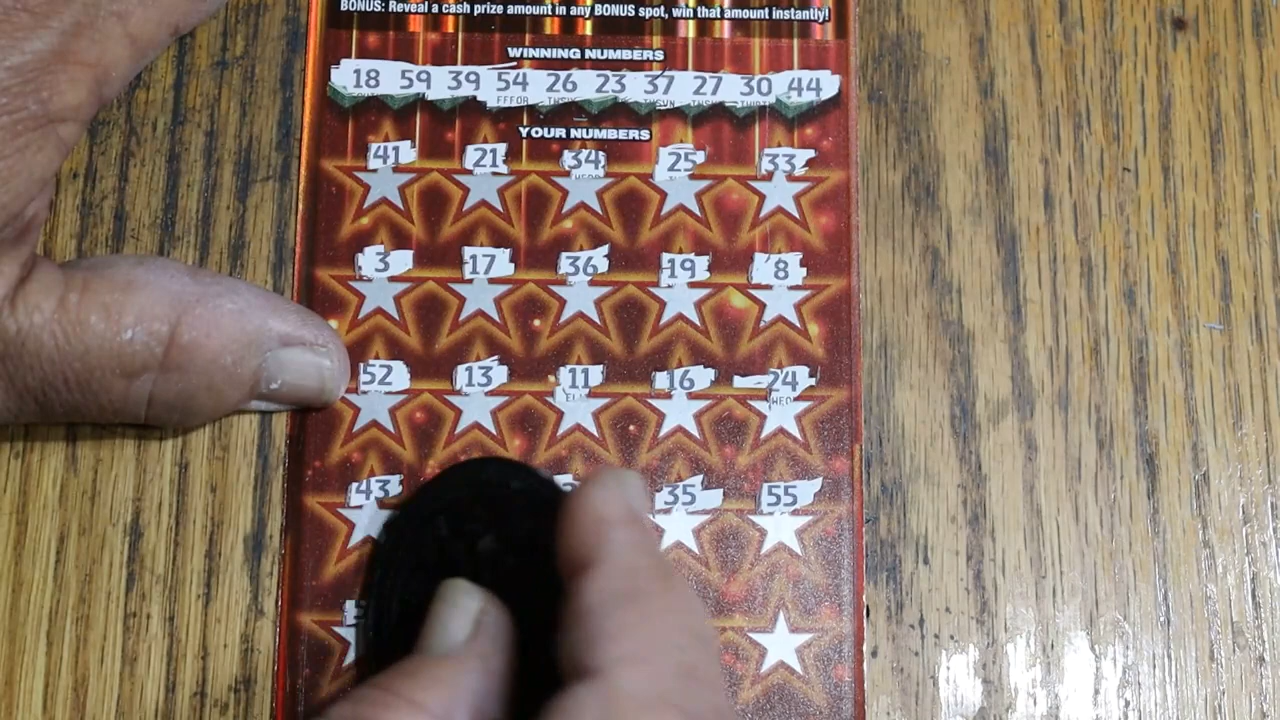 BONUS: Reveal a cash prize amount in any BONUS spot, win that amount instantly!
WINNING NUMBERS
18 59 39 54 26 23 37 27 30 44
FFFOR
YOUR NUMBERS
41 21 34 25 33
3 17 36 19 8
52 13 11 16 24
43 35 55